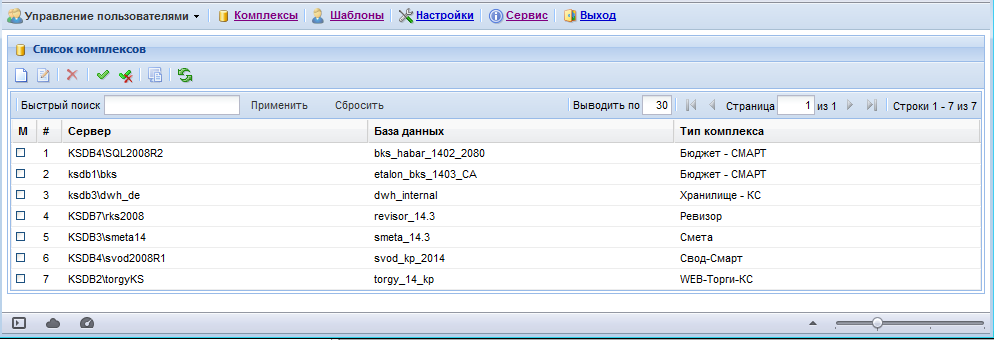 Управление пользователями Комплексы Шаблоны Настройки Сервис Выход
Список комплексов
Быстрый поиск Применить Сбросить Выводить по 30 Страница 1 из 1 Строки 1 - 7 из 7
М # Сервер База данных Тип комплекса
1 KSDB4\SQL2008R2 bks_habar_1402_2080 Бюджет - СМАРТ
2 ksdb1\bks etalon_bks_1403_CA Бюджет - СМАРТ
3 ksdb3\dwh_de dwh_internal Хранилище - КС
4 KSDB7\rks2008 revisor_14.3 Ревизор
5 KSDB3\smeta14 smeta_14.3 Смета
6 KSDB4\svod2008R1 svod_kp_2014 Свод-Смарт
7 KSDB2\torgyKS torgy_14_kp WEB-Торги-КС